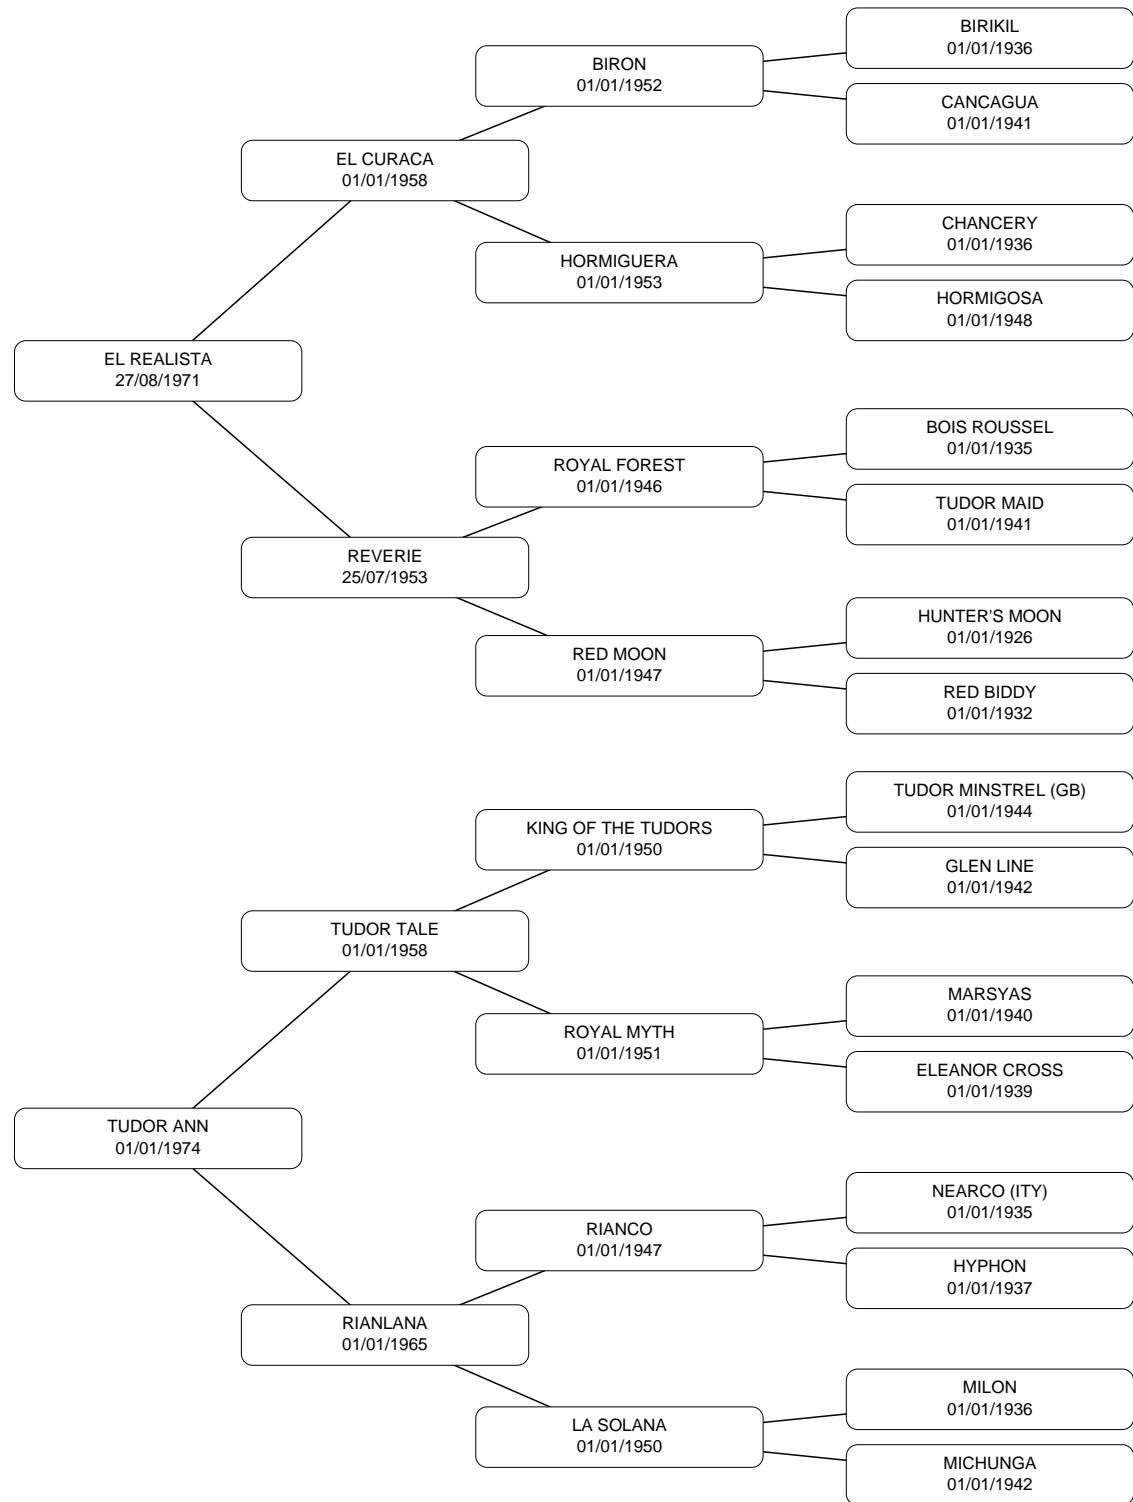 BIRIKIL
01/01/1936
BIRON
01/01/1952
CANCAGUA
01/01/1941
EL CURACA
01/01/1958
CHANCERY
01/01/1936
HORMIGUERA
01/01/1953
HORMIGOSA
01/01/1948
EL REALISTA
27/08/1971
BOIS ROUSSEL
01/01/1935
ROYAL FOREST
01/01/1946
TUDOR MAID
01/01/1941
REVERIE
25/07/1953
HUNTER'S MOON
01/01/1926
RED MOON
01/01/1947
RED BIDDY
01/01/1932
TUDOR MINSTREL (GB)
01/01/1944
KING OF THE TUDORS
01/01/1950
GLEN LINE
01/01/1942
TUDOR TALE
01/01/1958
MARSYAS
01/01/1940
ROYAL MYTH
01/01/1951
ELEANOR CROSS
01/01/1939
TUDOR ANN
01/01/1974
NEARCO (ITY)
01/01/1935
RIANCO
01/01/1947
HYPHON
01/01/1937
RIANLANA
01/01/1965
MILON
01/01/1936
LA SOLANA
01/01/1950
MICHUNGA
01/01/1942